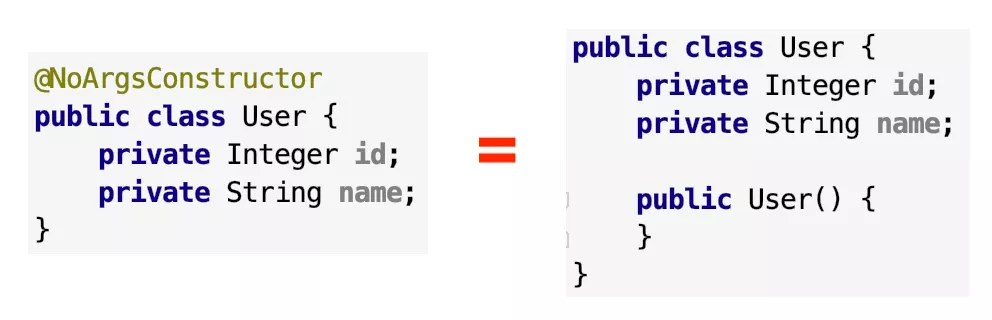 @NoArgsConstructor
public class User {
    private Integer id;
    private String name;
}
=
public class User {
    private Integer id;
    private String name;

    public User() {
    }
}